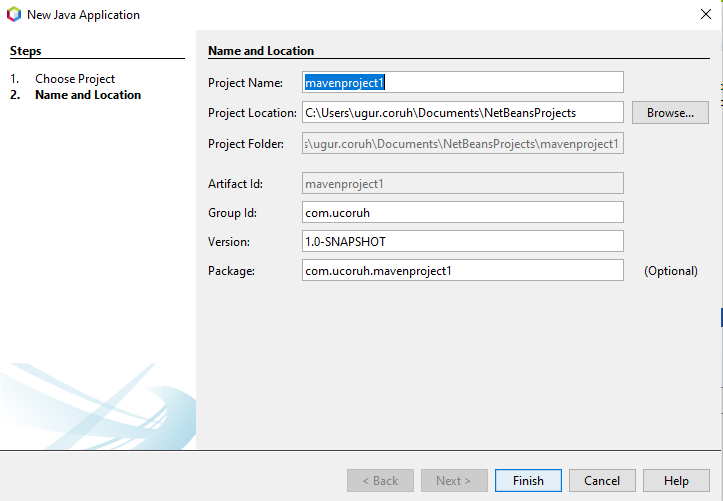 New Java Application
Steps
1. Choose Project
2. Name and Location
Name and Location
Project Name: mavenproject1
Project Location: C:\Users\ugur.coruh\Documents\NetBeansProjects Browse...
Project Folder: s\ugur.coruh\Documents\NetBeansProjects\mavenproject1
Artifact Id: mavenproject1
Group Id: com.ucoruh
Version: 1.0-SNAPSHOT
Package: com.ucoruh.mavenproject1 (Optional)
< Back Next > Finish Cancel Help